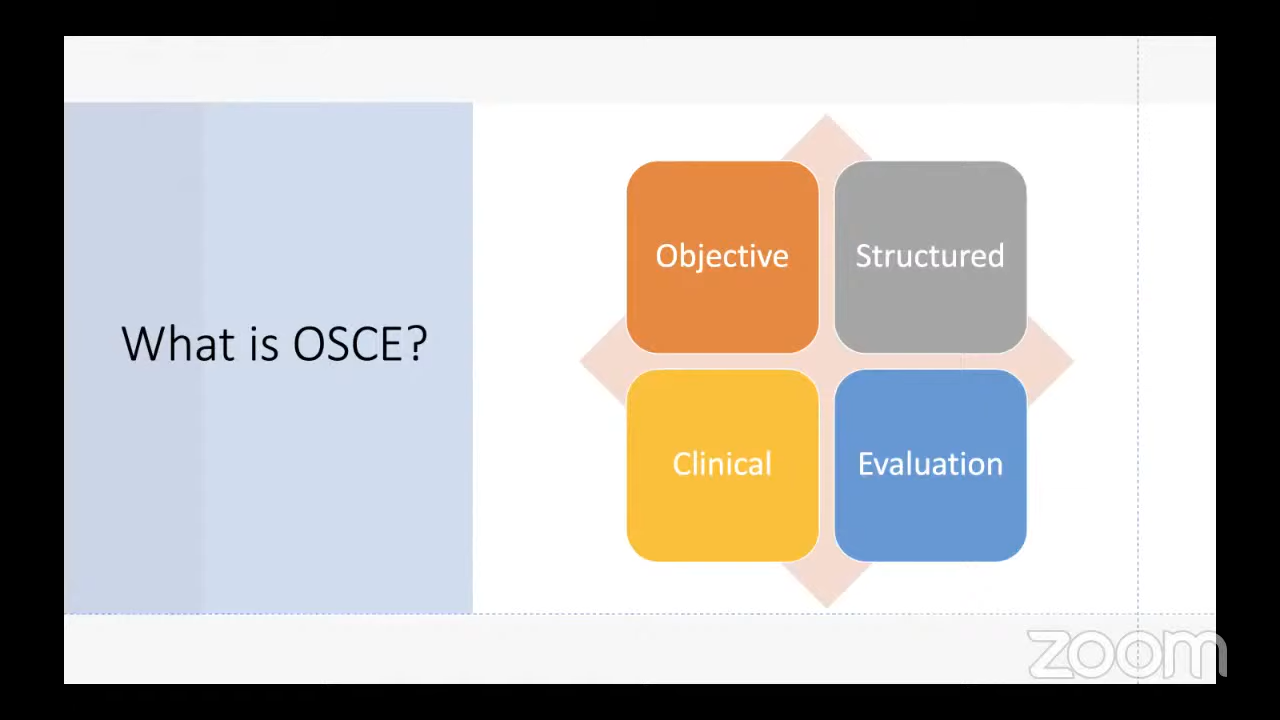 What is OSCE?
Objective
Structured
Clinical
Evaluation
zoom